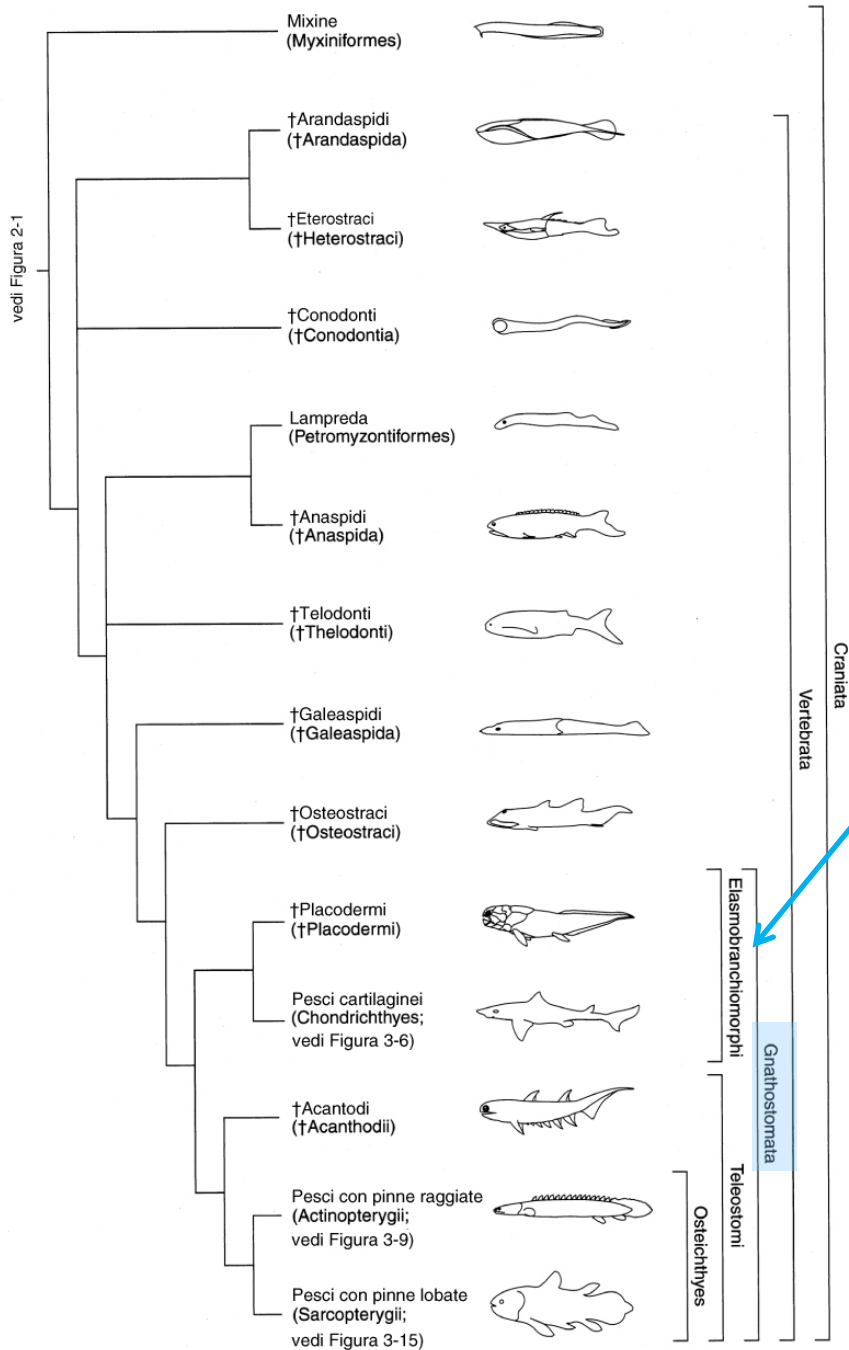 Mixine
(Myxiniformes)
†Arandaspidi
(†Arandaspida)
†Eterostraci
(†Heterostraci)
†Conodonti
(†Conodontia)
Lampreda
(Petromyzontiformes)
†Anaspidi
(†Anaspida)
†Telodonti
(†Thelodonti)
†Galeaspidi
(†Galeaspida)
†Osteostraci
(†Osteostraci)
†Placodermi
(†Placodermi)
Pesci cartilaginei
(Chondrichthyes;
vedi Figura 3-6)
†Acantodi
(†Acanthodii)
Pesci con pinne raggiate
(Actinopterygii;
vedi Figura 3-9)
Pesci con pinne lobate
(Sarcopterygii;
vedi Figura 3-15)
vedi Figura 2-1
Osteichthyes
Elasmobranchiomorphi
Teleostomi
Gnathostomata
Vertebrata
Craniata